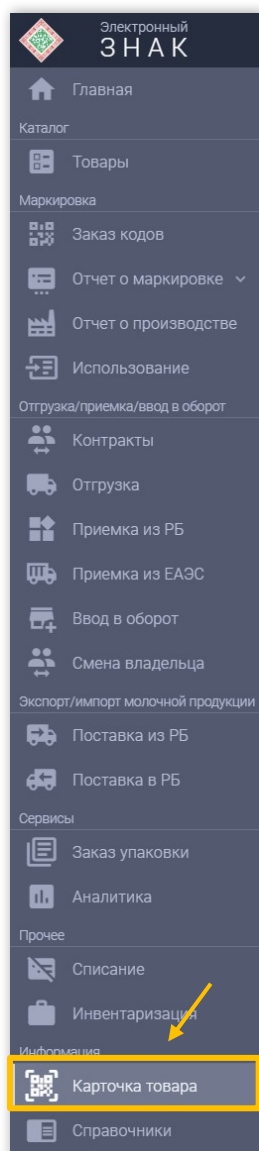 Электронный
ЗНАК
Главная
Каталог
Товары
Маркировка
Заказ кодов
Отчет о маркировке
Отчет о производстве
Использование
Отгрузка/приемка/ввод в оборот
Контракты
Отгрузка
Приемка из РБ
Приемка из ЕАЭС
Ввод в оборот
Смена владельца
Экспорт/импорт молочной продукции
Поставка из РБ
Поставка в РБ
Сервисы
Заказ упаковки
Аналитика
Прочее
Списание
Инвентаризация
Информация
Карточка товара
Справочники